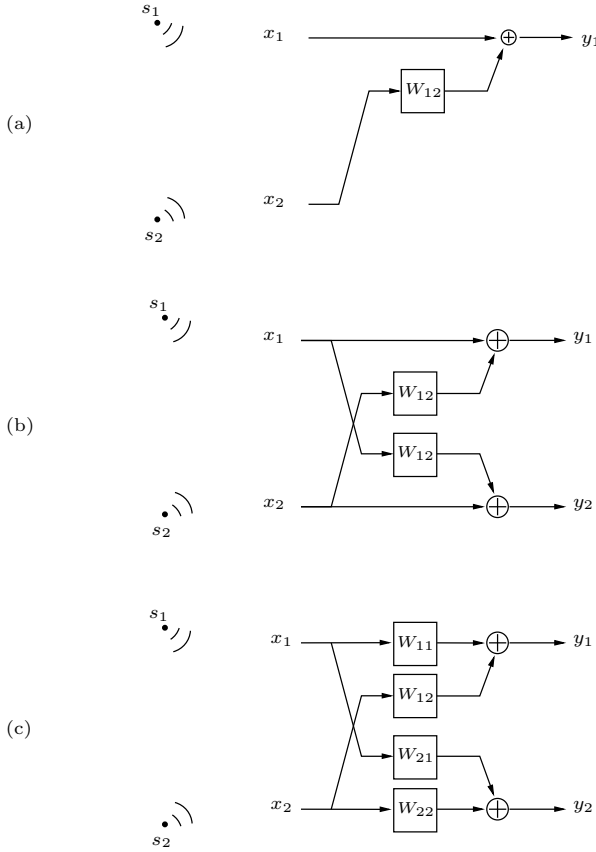 s₁
x₁ ⊕ y₁
W₁₂
(a)
x₂
s₂
s₁
x₁ y₁
W₁₂
(b)
W₁₂
x₂ y₂
s₂
s₁
x₁ W₁₁ y₁
W₁₂
(c)
W₂₁
x₂ W₂₂ y₂
s₂